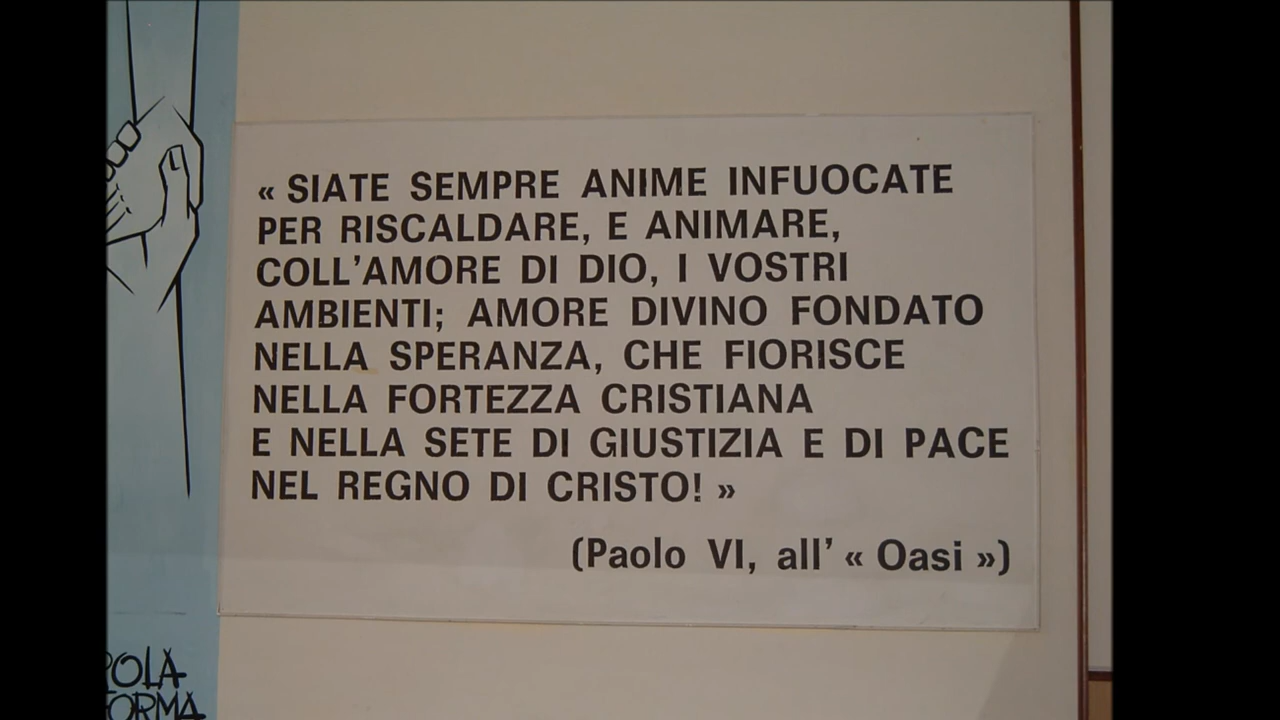 « SIATE SEMPRE ANIME INFUOCATE
PER RISCALDARE, E ANIMARE,
COLL'AMORE DI DIO, I VOSTRI
AMBIENTI; AMORE DIVINO FONDATO
NELLA SPERANZA, CHE FIORISCE
NELLA FORTEZZA CRISTIANA
E NELLA SETE DI GIUSTIZIA E DI PACE
NEL REGNO DI CRISTO! »
(Paolo VI, all' « Oasi »)